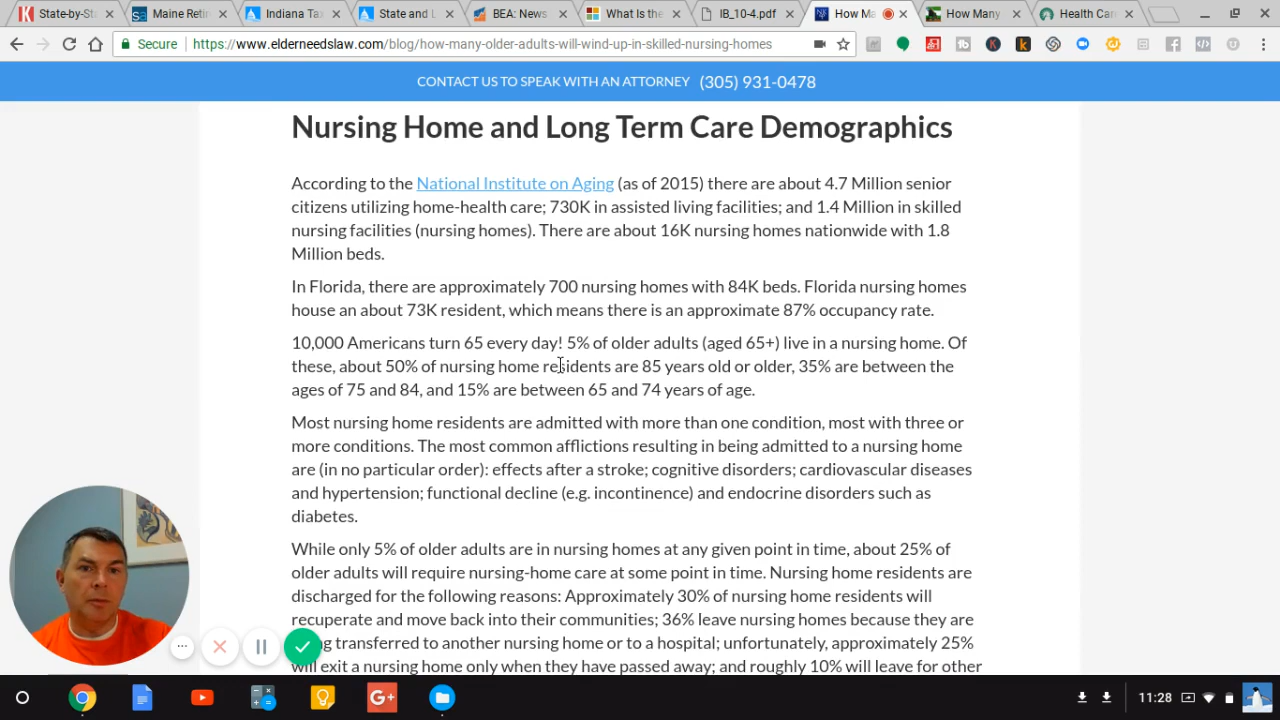 State-by-St
Maine Reti
Indiana Ta
State and L
BEA: News
What Is the
IB_10-4.pdf
How Ma
How Many
Health Car
Secure
https://www.elderneedslaw.com/blog/how-many-older-adults-will-wind-up-in-skilled-nursing-homes
CONTACT US TO SPEAK WITH AN ATTORNEY (305) 931-0478
Nursing Home and Long Term Care Demographics
According to the National Institute on Aging (as of 2015) there are about 4.7 Million senior
citizens utilizing home-health care; 730K in assisted living facilities; and 1.4 Million in skilled
nursing facilities (nursing homes). There are about 16K nursing homes nationwide with 1.8
Million beds.
In Florida, there are approximately 700 nursing homes with 84K beds. Florida nursing homes
house an about 73K resident, which means there is an approximate 87% occupancy rate.
10,000 Americans turn 65 every day! 5% of older adults (aged 65+) live in a nursing home. Of
these, about 50% of nursing home residents are 85 years old or older, 35% are between the
ages of 75 and 84, and 15% are between 65 and 74 years of age.
Most nursing home residents are admitted with more than one condition, most with three or
more conditions. The most common afflictions resulting in being admitted to a nursing home
are (in no particular order): effects after a stroke; cognitive disorders; cardiovascular diseases
and hypertension; functional decline (e.g. incontinence) and endocrine disorders such as
diabetes.
While only 5% of older adults are in nursing homes at any given point in time, about 25% of
older adults will require nursing-home care at some point in time. Nursing home residents are
discharged for the following reasons: Approximately 30% of nursing home residents will
recuperate and move back into their communities; 36% leave nursing homes because they are
transferred to another nursing home or to a hospital; unfortunately, approximately 25%
will exit a nursing home only when they have passed away; and roughly 10% will leave for other
11:28